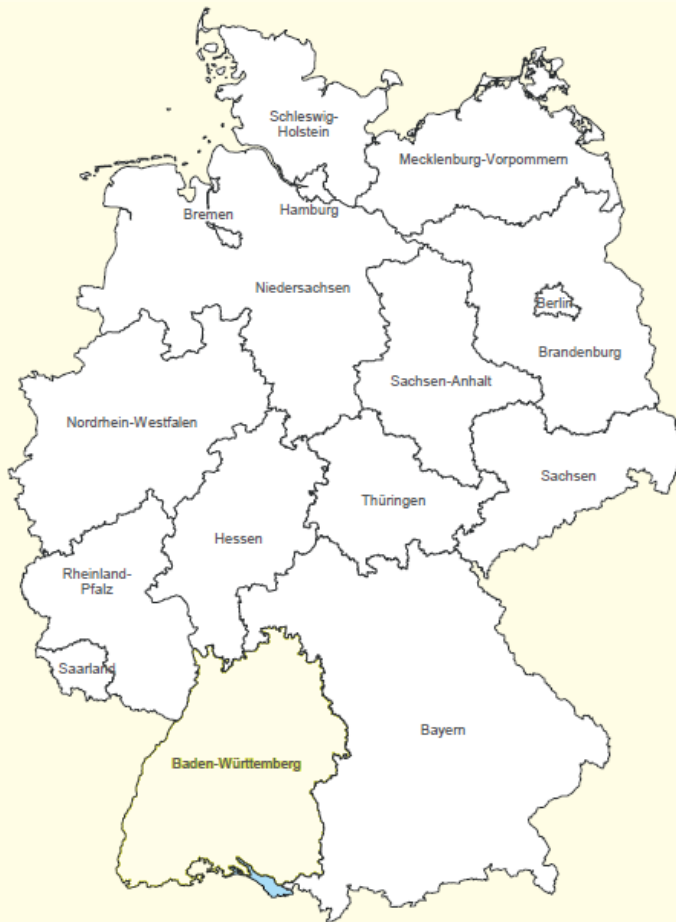 Schleswig-
Holstein
Mecklenburg-Vorpommern
Bremen
Hamburg
Niedersachsen
Berlin
Brandenburg
Sachsen-Anhalt
Nordrhein-Westfalen
Sachsen
Thüringen
Hessen
Rheinland-
Pfalz
Saarland
Bayern
Baden-Württemberg